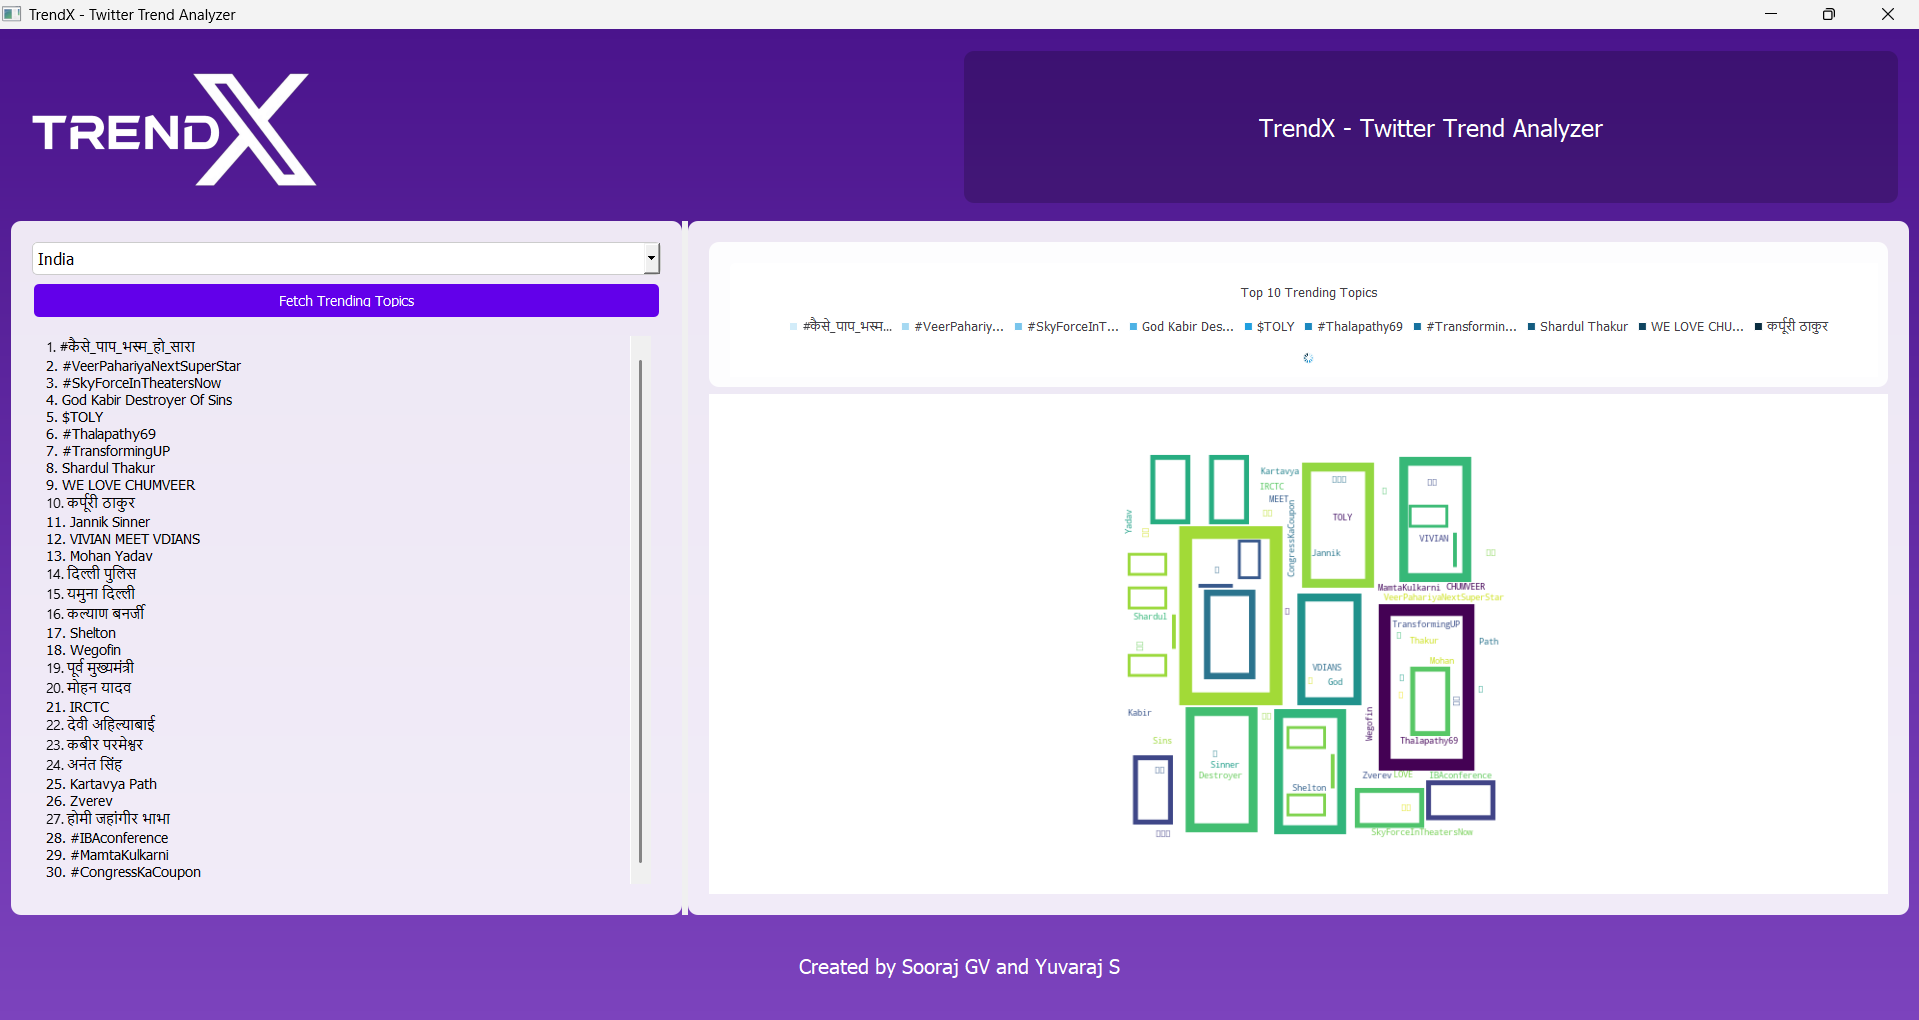 TrendX - Twitter Trend Analyzer
TRENDX
TrendX - Twitter Trend Analyzer
India
Fetch Trending Topics
1. #कैसे_पाप_भस्म_हो_सारा
2. #VeerPahariyaNextSuperStar
3. #SkyForceInTheatersNow
4. God Kabir Destroyer Of Sins
5. $TOLY
6. #Thalapathy69
7. #TransformingUP
8. Shardul Thakur
9. WE LOVE CHUMVEER
10. कर्पूरी ठाकुर
11. Jannik Sinner
12. VIVIAN MEET VDIANS
13. Mohan Yadav
14. दिल्ली पुलिस
15. यमुना दिल्ली
16. कल्याण बनर्जी
17. Shelton
18. Wegofin
19. पूर्व मुख्यमंत्री
20. मोहन यादव
21. IRCTC
22. देवी अहिल्याबाई
23. कबीर परमेश्वर
24. अनंत सिंह
25. Kartavya Path
26. Zverev
27. होमी जहांगीर भाभा
28. #IBAconference
29. #MamtaKulkarni
30. #CongressKaCoupon
Top 10 Trending Topics
#कैसे_पाप_भस्म... #VeerPahariy... #SkyForceInT... God Kabir Des... $TOLY #Thalapathy69 #Transformin... Shardul Thakur WE LOVE CHU... कर्पूरी ठाकुर
Kartavya
IRCTC
MEET
Yadav
CongressKaCoupon
TOLY
Jannik
VIVIAN
MamtaKulkarni CHUMVEER
VeerPahariyaNextSuperStar
Shardul
TransformingUP
Thakur
Path
Mohan
VDIANS
God
Kabir
Wegofin
Sins
Thalapathy69
Sinner
Destroyer
Zverev LOVE IBAconference
Shelton
SkyForceInTheatersNow
Created by Sooraj GV and Yuvaraj S